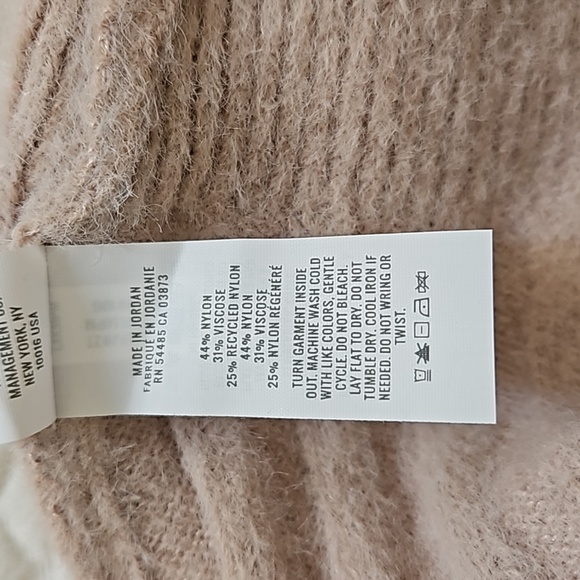 MANAGEMENT
NEW YORK, NY
10016 USA
MADE IN JORDAN
FABRIQUÉ EN JORDANIE
RN 54485 CA 03873
44% NYLON
31% VISCOSE
25% RECYCLED NYLON
44% NYLON
31% VISCOSE
25% NYLON RÉGÉNÉRÉ
TURN GARMENT INSIDE
OUT. MACHINE WASH COLD
WITH LIKE COLORS, GENTLE
CYCLE. DO NOT BLEACH.
LAY FLAT TO DRY. DO NOT
TUMBLE DRY. COOL IRON IF
NEEDED. DO NOT WRING OR
TWIST.